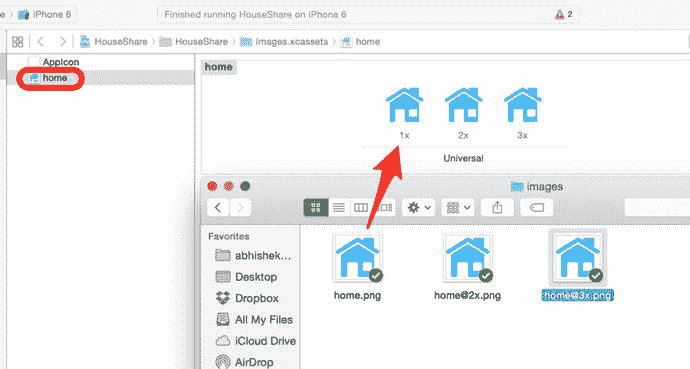 iPhone 6
Finished running HouseShare on iPhone 6
2
HouseShare
HouseShare
Images.xcassets
home
AppIcon
home
home
1x
2x
3x
Universal
images
Favorites
abhishek...
Desktop
Dropbox
All My Files
iCloud Drive
AirDrop
home.png
home@2x.png
home@3x.png